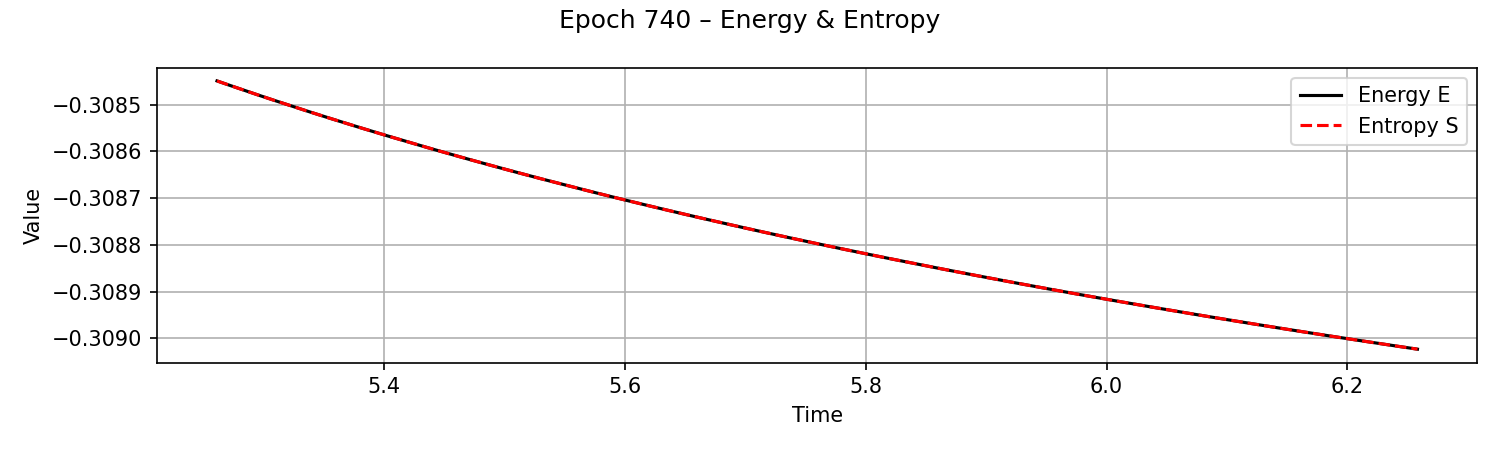 Epoch 740 – Energy & Entropy
Energy E
Entropy S
Value
−0.3085
−0.3086
−0.3087
−0.3088
−0.3089
−0.3090
5.4 5.6 5.8 6.0 6.2
Time